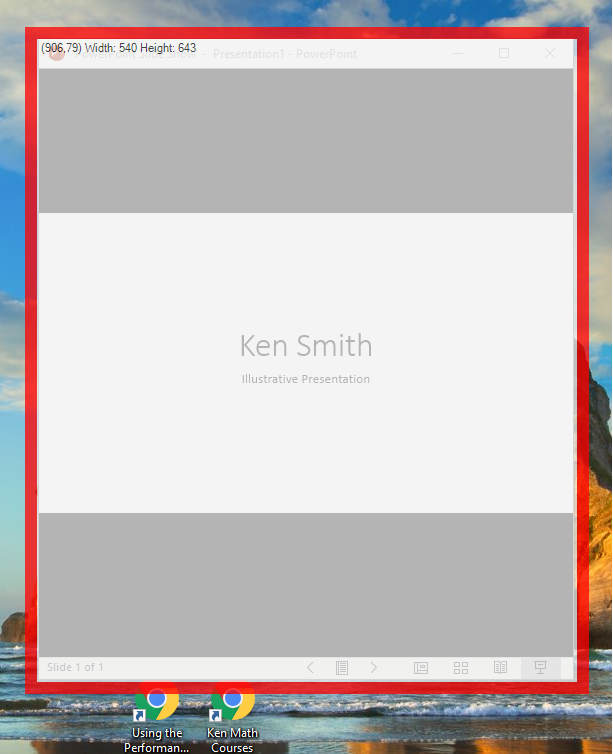 (906,79) Width: 540 Height: 643
PowerPoint Slide Show - Presentation1 - PowerPoint
Ken Smith
Illustrative Presentation
Slide 1 of 1
Using the
Performan...
Ken Math
Courses